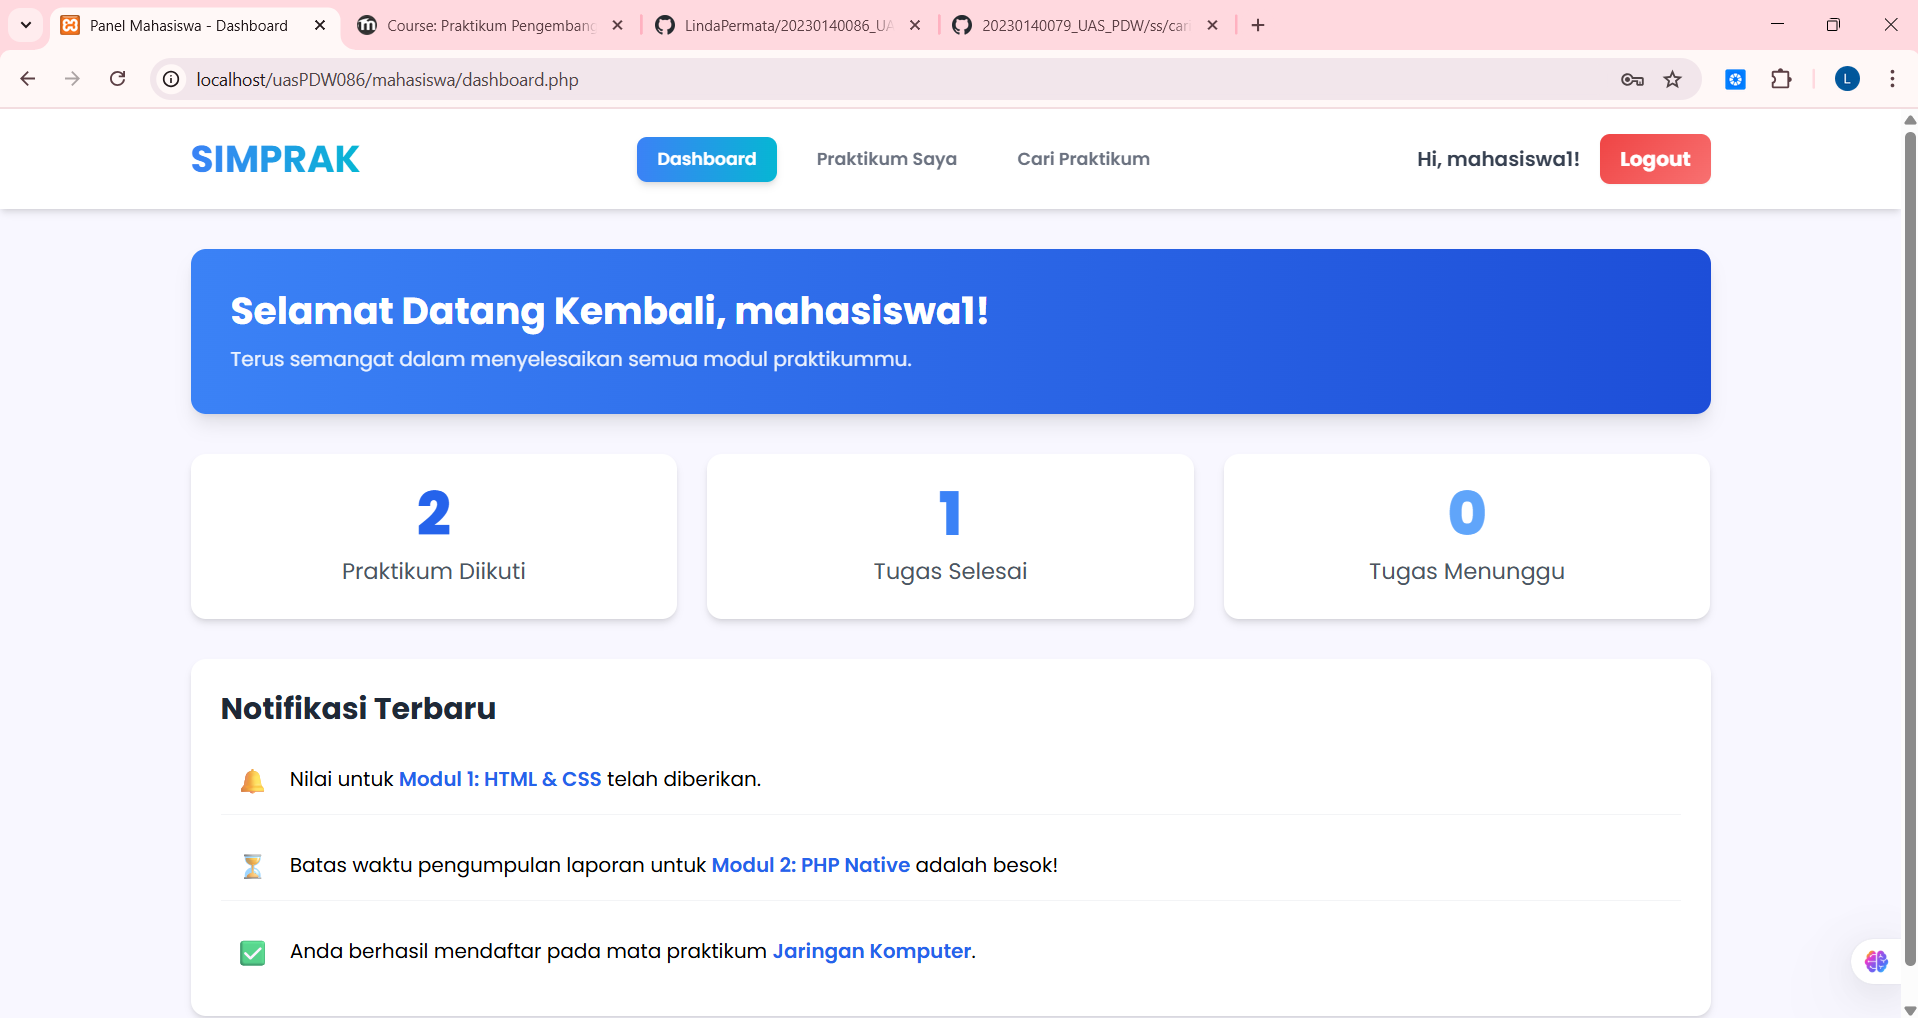 Panel Mahasiswa - Dashboard
Course: Praktikum Pengembang
LindaPermata/20230140086_UA
20230140079_UAS_PDW/ss/cari
localhost/uasPDW086/mahasiswa/dashboard.php
L
SIMPRAK
Dashboard
Praktikum Saya
Cari Praktikum
Hi, mahasiswa1!
Logout
Selamat Datang Kembali, mahasiswa1!
Terus semangat dalam menyelesaikan semua modul praktikummu.
2
Praktikum Diikuti
1
Tugas Selesai
0
Tugas Menunggu
Notifikasi Terbaru
Nilai untuk Modul 1: HTML & CSS telah diberikan.
Batas waktu pengumpulan laporan untuk Modul 2: PHP Native adalah besok!
Anda berhasil mendaftar pada mata praktikum Jaringan Komputer.